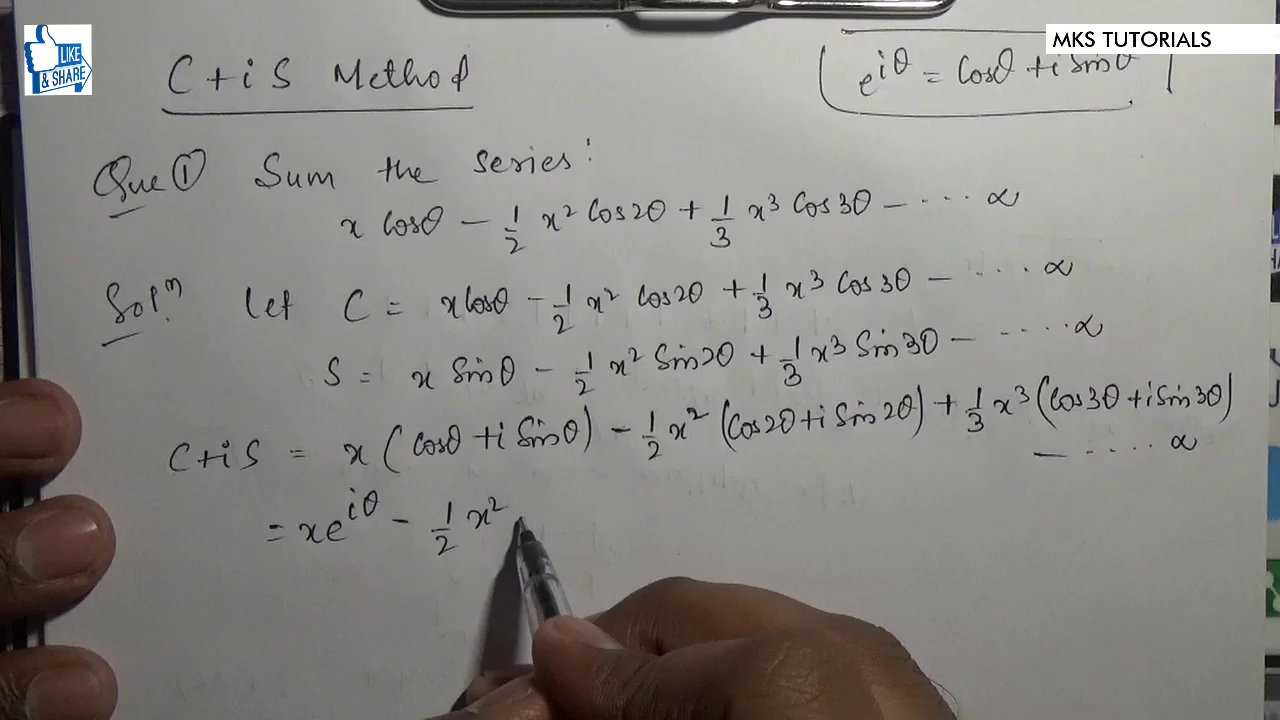 LIKE
& SHARE
MKS TUTORIALS
C + i S Method
e^{iθ} = Cosθ + i Sinθ
Que ① Sum the series:
x Cosθ - 1/2 x² Cos2θ + 1/3 x³ Cos3θ - .... ∝
Solⁿ. Let C = x Cosθ - 1/2 x² Cos2θ + 1/3 x³ Cos3θ - .... ∝
S = x Sinθ - 1/2 x² Sin2θ + 1/3 x³ Sin3θ - ..... ∝
C+iS = x (Cosθ + i Sinθ) - 1/2 x² (Cos2θ + i Sin2θ) + 1/3 x³ (Cos3θ + i Sin3θ)
- .... ∝
= x e^{iθ} - 1/2 x²